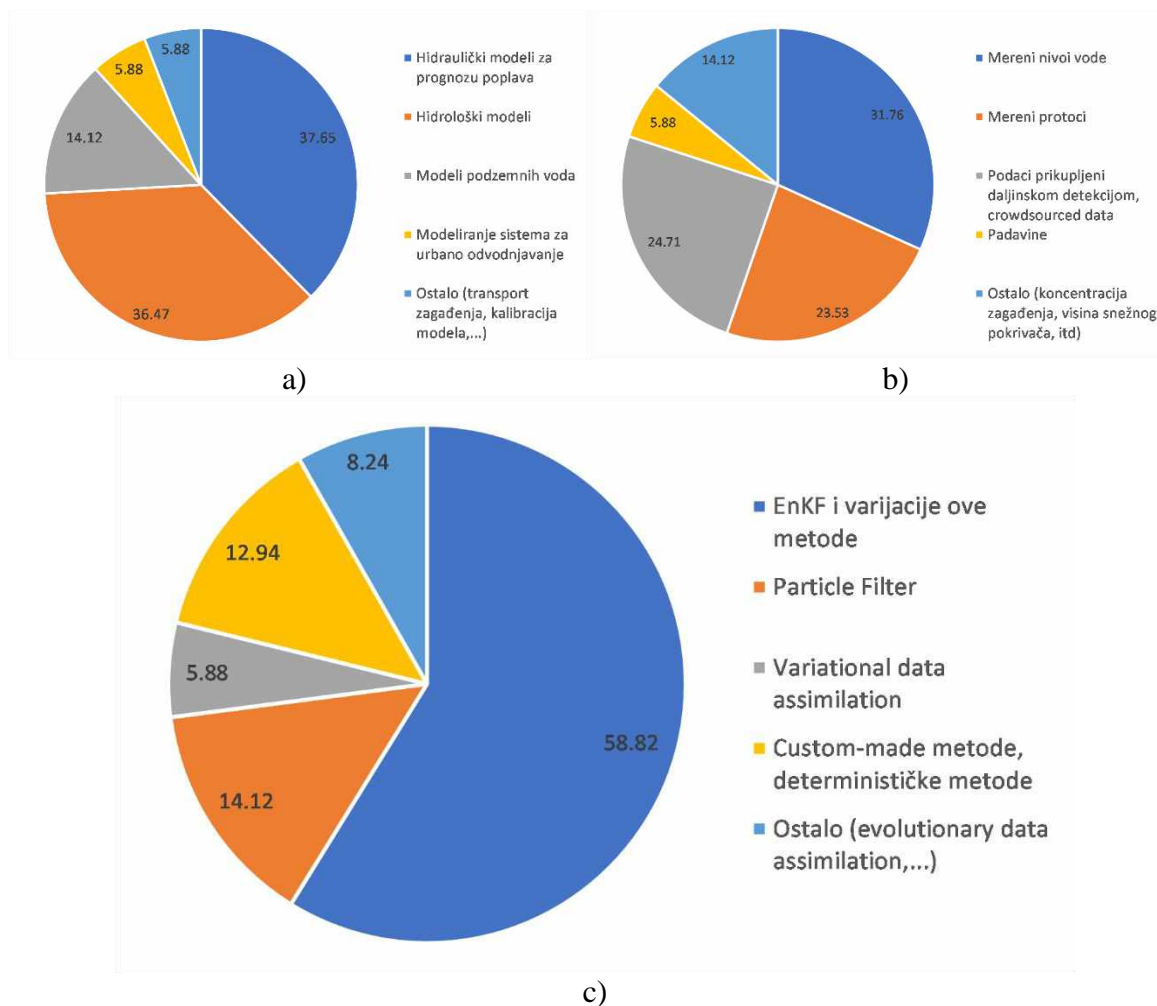 5.88
5.88
14.12
37.65
36.47
Hidraulički modeli za
prognozu poplava
Hidrološki modeli
Modeli podzemnih voda
Modeliranje sistema za
urbano odvodnjavanje
Ostalo (transport
zagađenja, kalibracija
modela,...)
a)
14.12
5.88
31.76
24.71
23.53
Mereni nivoi vode
Mereni protoci
Podaci prikupljeni
daljinskom detekcijom,
crowdsourced data
Padavine
Ostalo (koncentracija
zagađenja, visina snežnog
pokrivača, itd)
b)
8.24
12.94
5.88
58.82
14.12
EnKF i varijacije ove
metode
Particle Filter
Variational data
assimilation
Custom-made metode,
determinističke metode
Ostalo (evolutionary data
assimilation,...)
c)